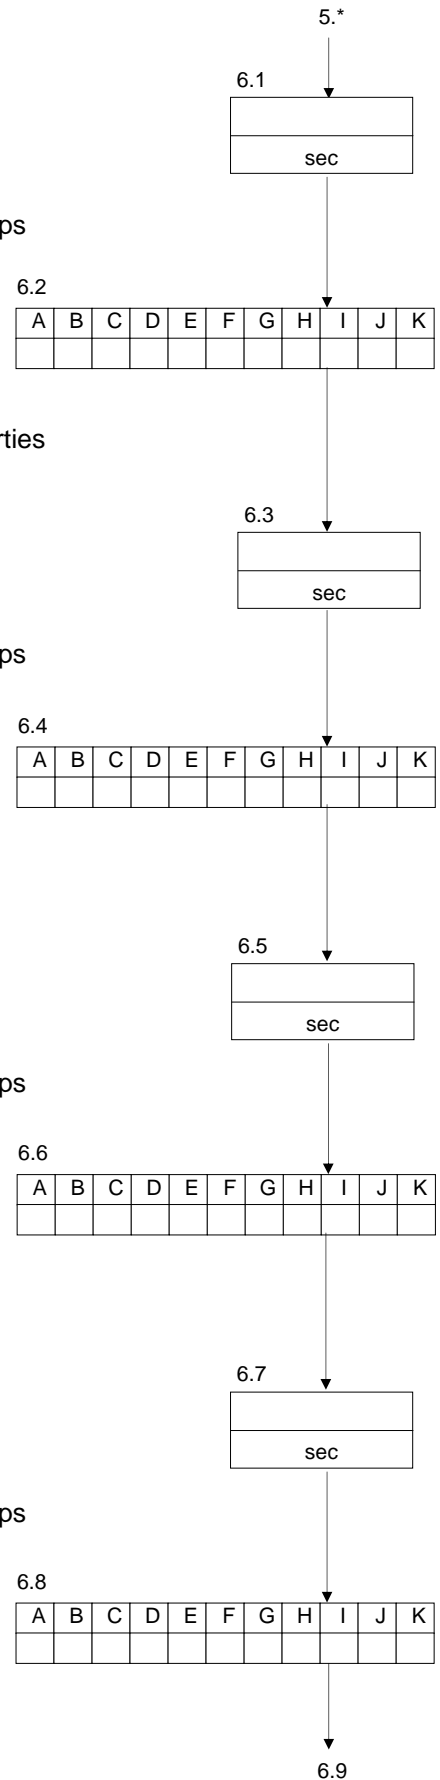 5.*
6.1
sec
ps
6.2
A B C D E F G H I J K
rties
6.3
sec
ps
6.4
A B C D E F G H I J K
6.5
sec
ps
6.6
A B C D E F G H I J K
6.7
sec
ps
6.8
A B C D E F G H I J K
6.9